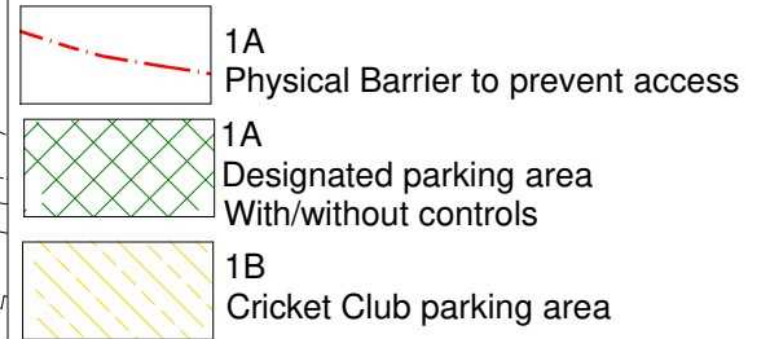 1A
Physical Barrier to prevent access
1A
Designated parking area
With/without controls
1B
Cricket Club parking area